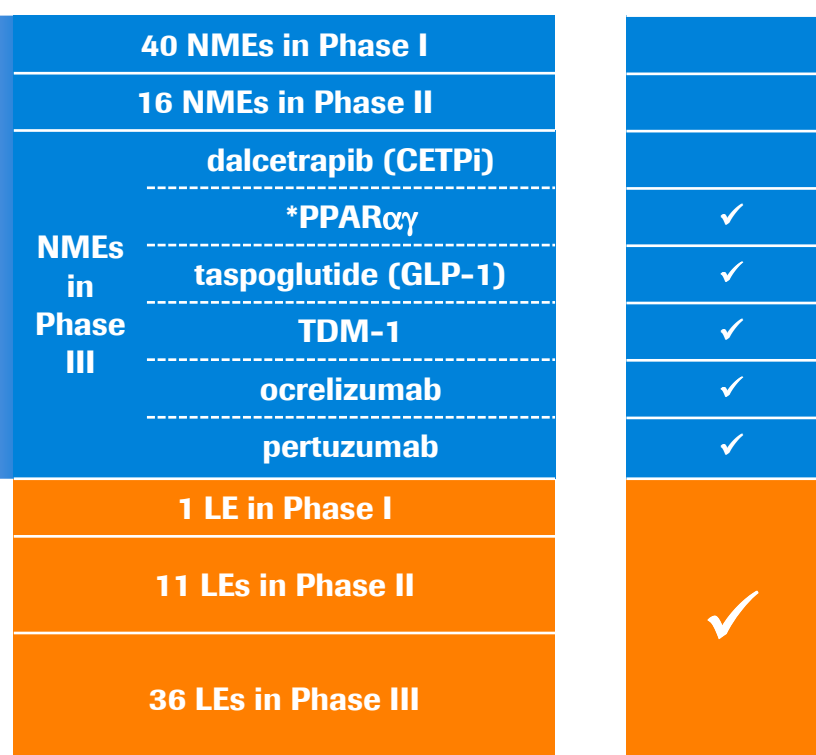 40 NMEs in Phase I
16 NMEs in Phase II
NMEs
in
Phase
III
dalcetrapib (CETPi)
*PPARαγ
✓
taspoglutide (GLP-1)
✓
TDM-1
✓
ocrelizumab
✓
pertuzumab
✓
1 LE in Phase I
11 LEs in Phase II
36 LEs in Phase III
✓